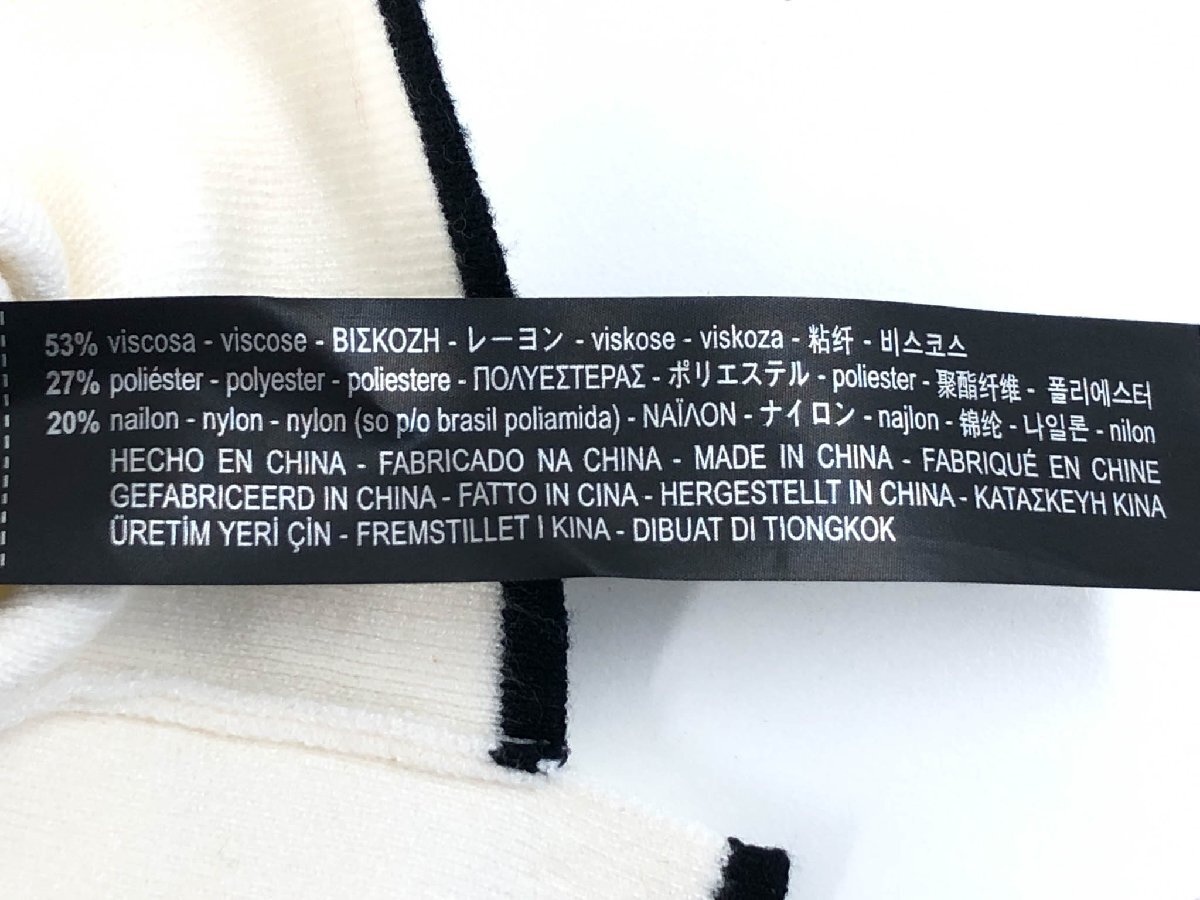 53% viscosa - viscose - ΒΙΣΚΟΖΗ - レーヨン - viskose - viskoza - 粘纤 - 비스코스
27% poliéster - polyester - poliestere - ΠΟΛΥΕΣΤΕΡΑΣ - ポリエステル - poliester - 聚酯纤维 - 폴리에스터
20% nailon - nylon - nylon (so p/o brasil poliamida) - ΝΑΪΛΟΝ - ナイロン - najlon - 锦纶 - 나일론 - nilon
HECHO EN CHINA - FABRICADO NA CHINA - MADE IN CHINA - FABRIQUÉ EN CHINE
GEFABRICEERD IN CHINA - FATTO IN CINA - HERGESTELLT IN CHINA - ΚΑΤΑΣΚΕΥΗ ΚΙΝΑ
ÜRETİM YERİ ÇİN - FREMSTILLET I KINA - DIBUAT DI TIONGKOK